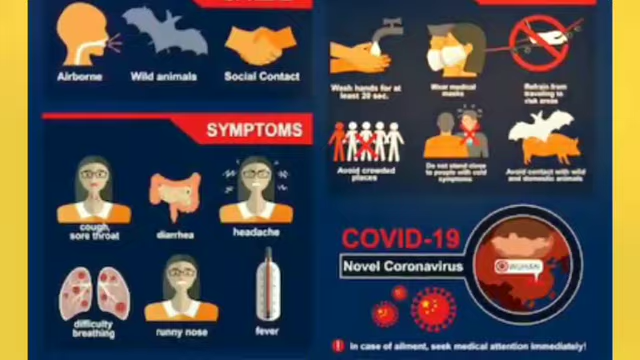 Airborne
Wild animals
Social Contact
Wash hands for at
least 20 sec.
Wear medical
masks
Refrain from
traveling to
risk areas
Avoid crowded
places
Do not stand close
to people with cold
symptoms
Avoid contact with wild
and domestic animals
SYMPTOMS
cough,
sore throat
diarrhea
headache
difficulty
breathing
runny nose
fever
COVID-19
Novel Coronavirus
WUHAN
! In case of ailment, seek medical attention immediately!